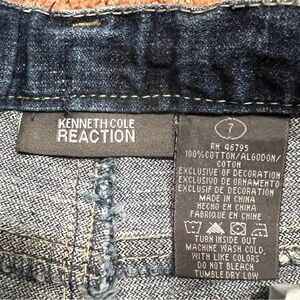 KENNETH COLE
REACTION
7
RN 46795
100%COTTON/ALGODON/
COTON
EXCLUSIVE OF DECORATION
EXCLUSIVO DE ORNAMENTO
EXCLUSIF DE DECORATION
MADE IN CHINA
HECHO EN CHINA
FABRIQUE EN CHINE
TURN INSIDE OUT
MACHINE WASH COLD
WITH LIKE COLORS
DO NOT BLEACH
TUMBLE DRY LOW